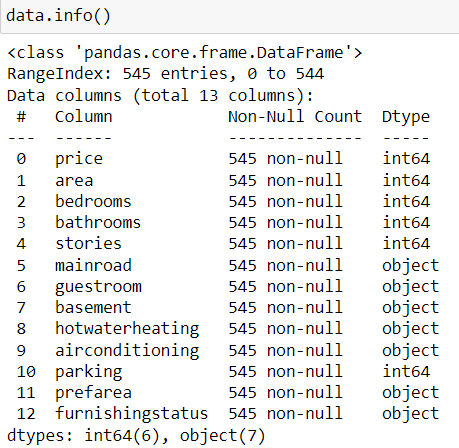 data.info()
<class 'pandas.core.frame.DataFrame'>
RangeIndex: 545 entries, 0 to 544
Data columns (total 13 columns):
 #   Column            Non-Null Count  Dtype
---  ------            --------------  -----
 0   price             545 non-null    int64
 1   area              545 non-null    int64
 2   bedrooms          545 non-null    int64
 3   bathrooms         545 non-null    int64
 4   stories           545 non-null    int64
 5   mainroad          545 non-null    object
 6   guestroom         545 non-null    object
 7   basement          545 non-null    object
 8   hotwaterheating   545 non-null    object
 9   airconditioning   545 non-null    object
 10  parking           545 non-null    int64
 11  prefarea          545 non-null    object
 12  furnishingstatus  545 non-null    object
dtypes: int64(6), object(7)